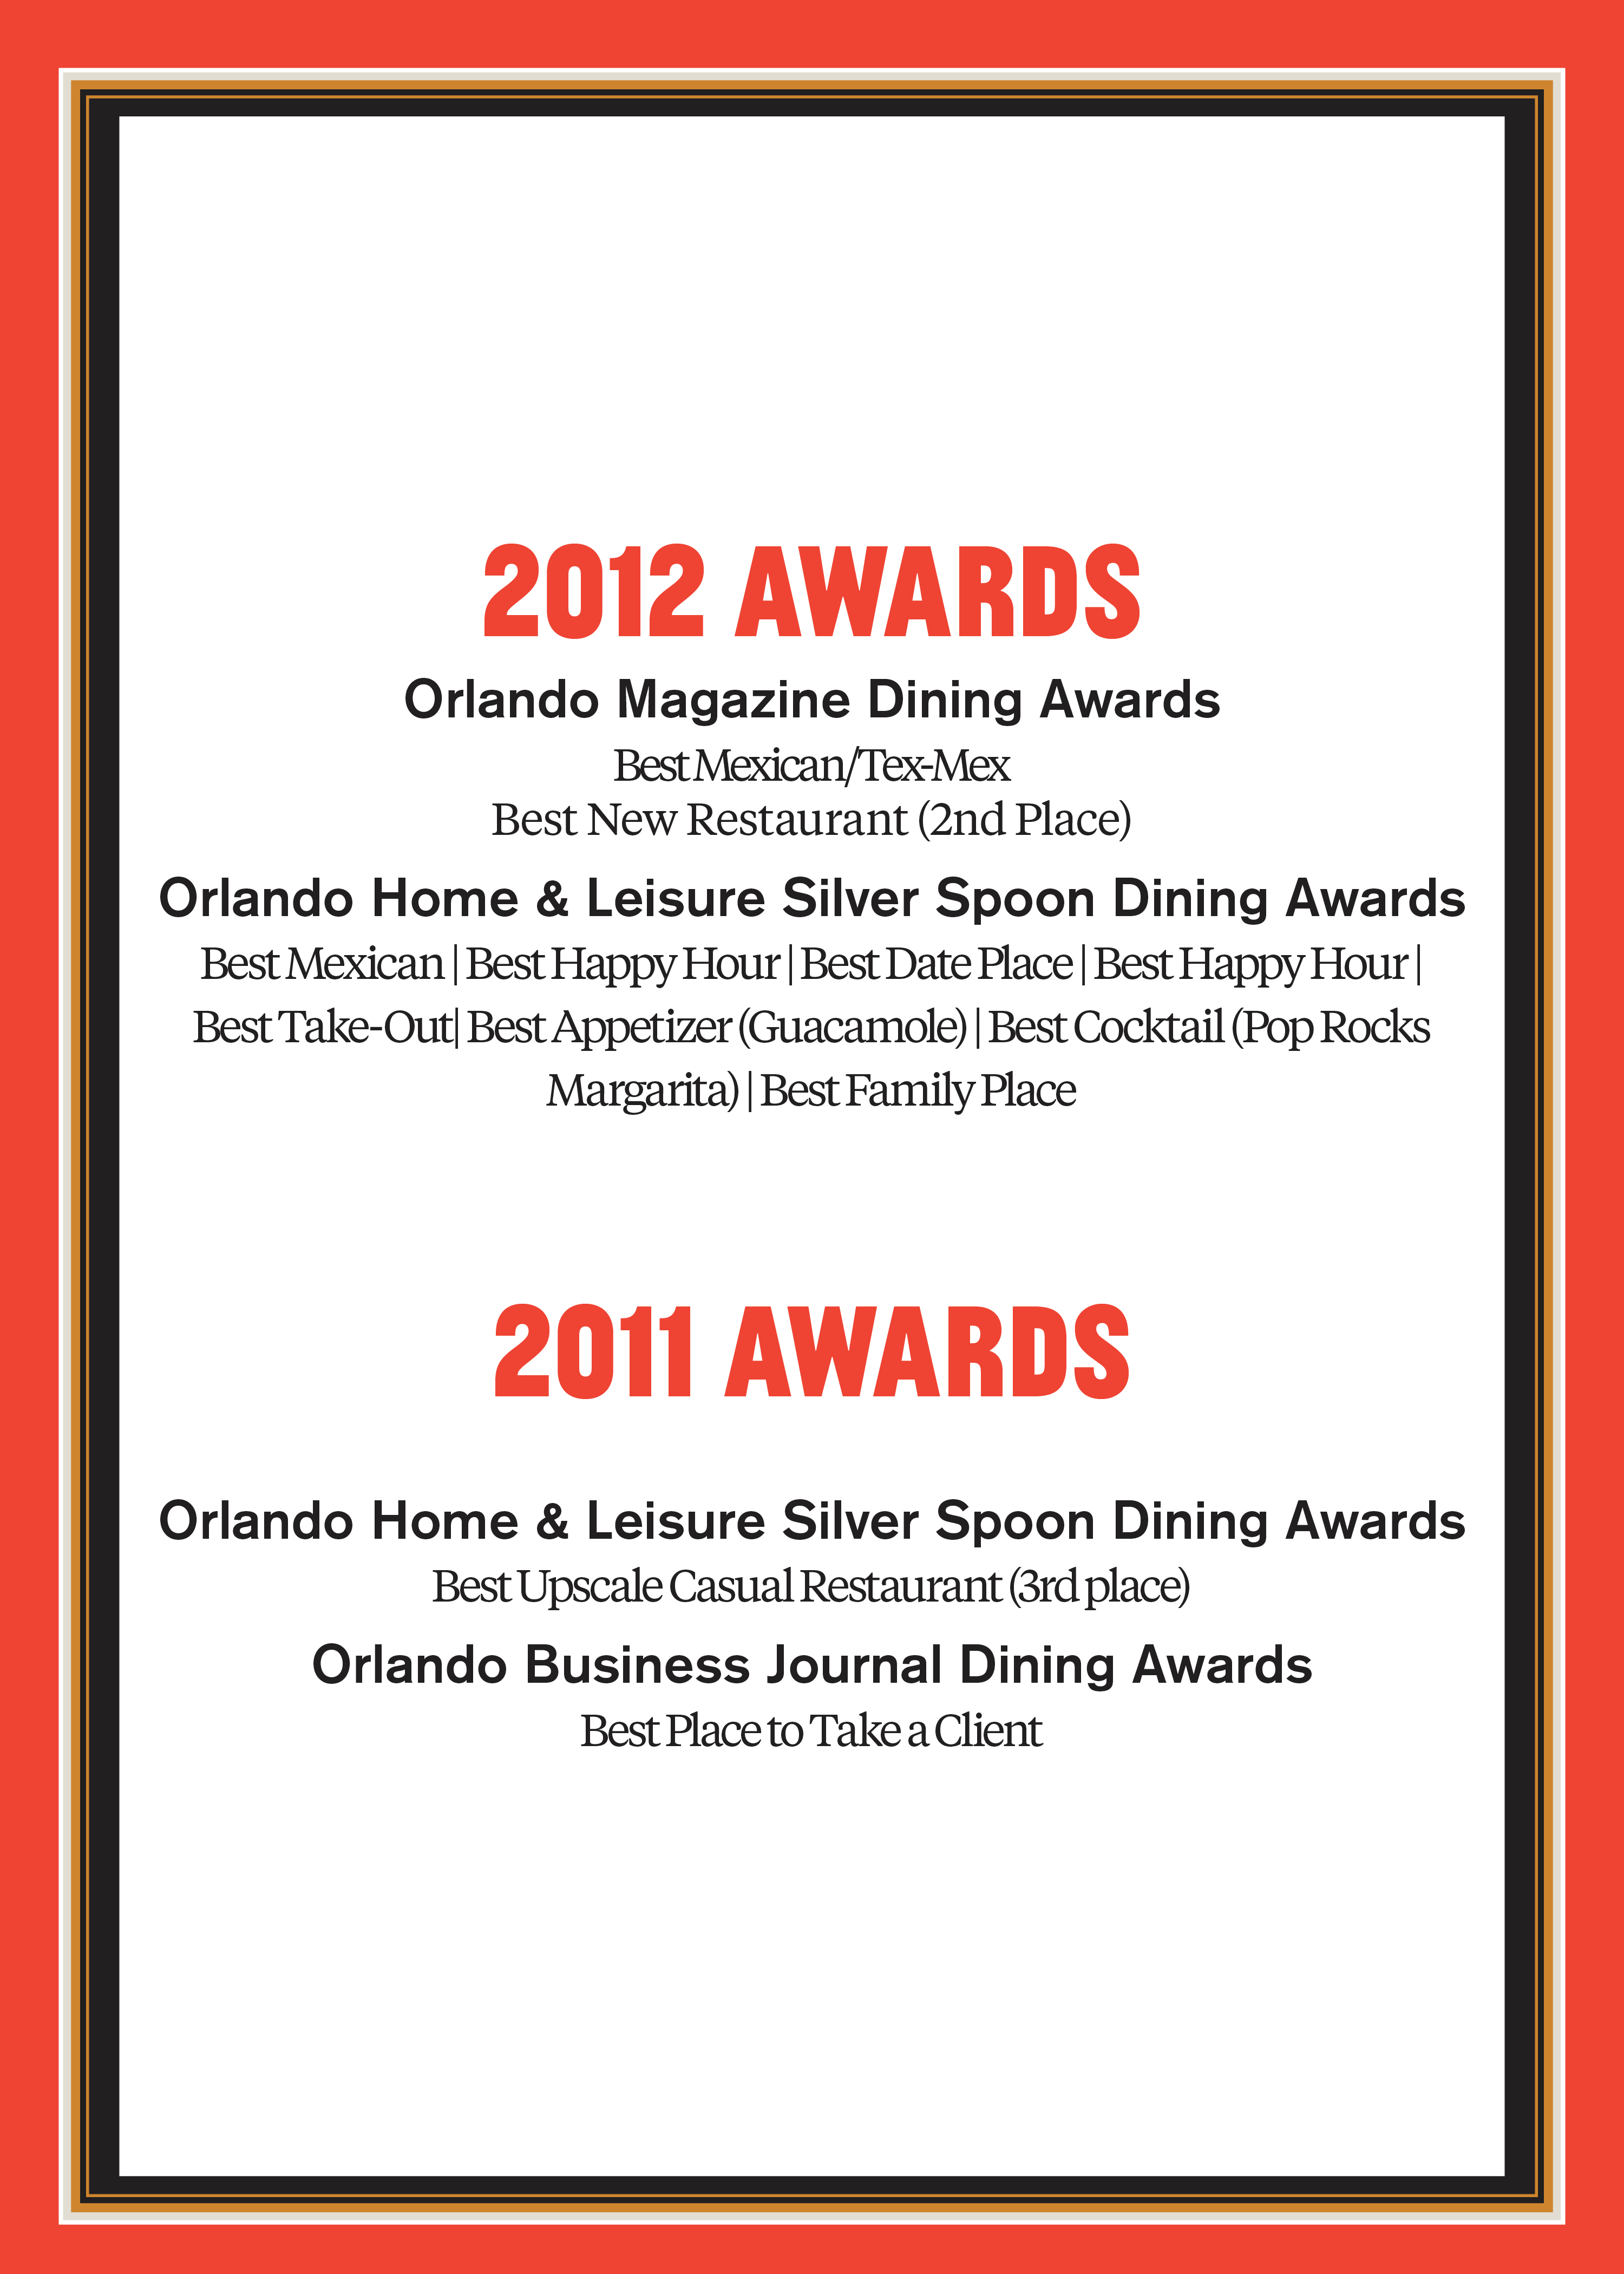 2012 AWARDS
Orlando Magazine Dining Awards
Best Mexican/Tex-Mex
Best New Restaurant (2nd Place)
Orlando Home & Leisure Silver Spoon Dining Awards
Best Mexican | Best Happy Hour | Best Date Place | Best Happy Hour |
Best Take-Out| Best Appetizer (Guacamole) | Best Cocktail (Pop Rocks
Margarita) | Best Family Place
2011 AWARDS
Orlando Home & Leisure Silver Spoon Dining Awards
Best Upscale Casual Restaurant (3rd place)
Orlando Business Journal Dining Awards
Best Place to Take a Client